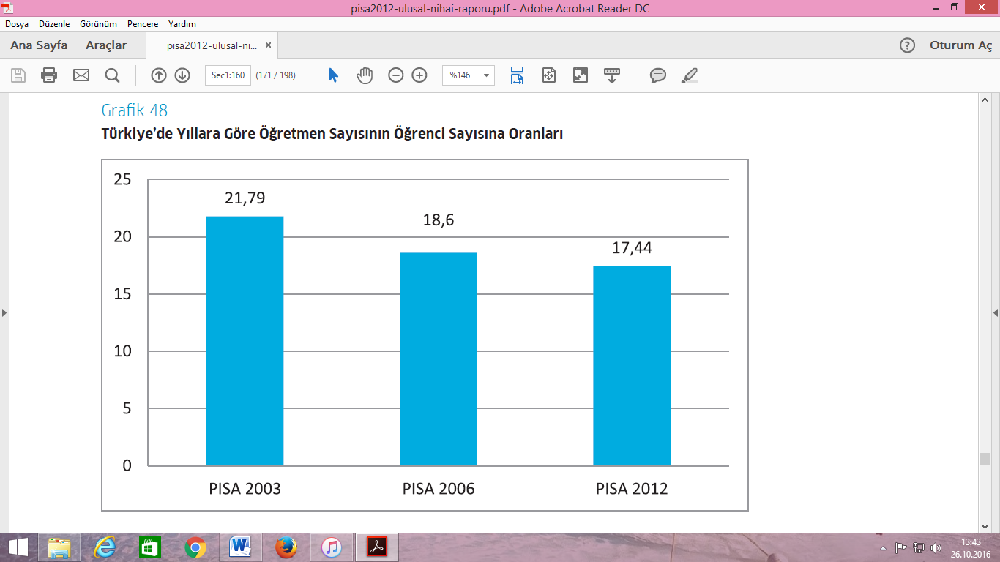 pisa2012-ulusal-nihai-raporu.pdf - Adobe Acrobat Reader DC
Dosya Düzenle Görünüm Pencere Yardım
Ana Sayfa Araçlar pisa2012-ulusal-ni... × Oturum Aç
Sec1:160 (171 / 198) %146
Grafik 48.
Türkiye’de Yıllara Göre Öğretmen Sayısının Öğrenci Sayısına Oranları
25
21,79
18,6
20
17,44
15
10
5
0
PISA 2003 PISA 2006 PISA 2012
13:43
26.10.2016